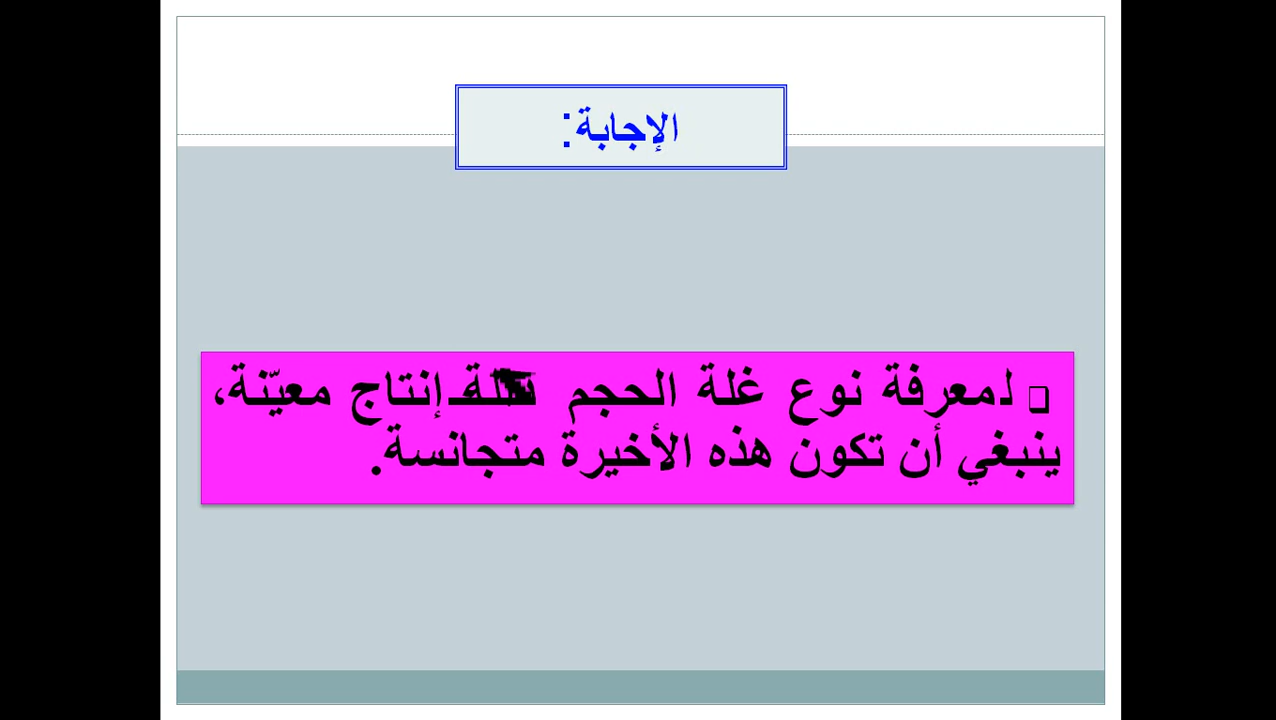 الإجابة:
لمعرفة نوع غلة الحجم إنتاج معيّنة،
ينبغي أن تكون هذه الأخيرة متجانسة.